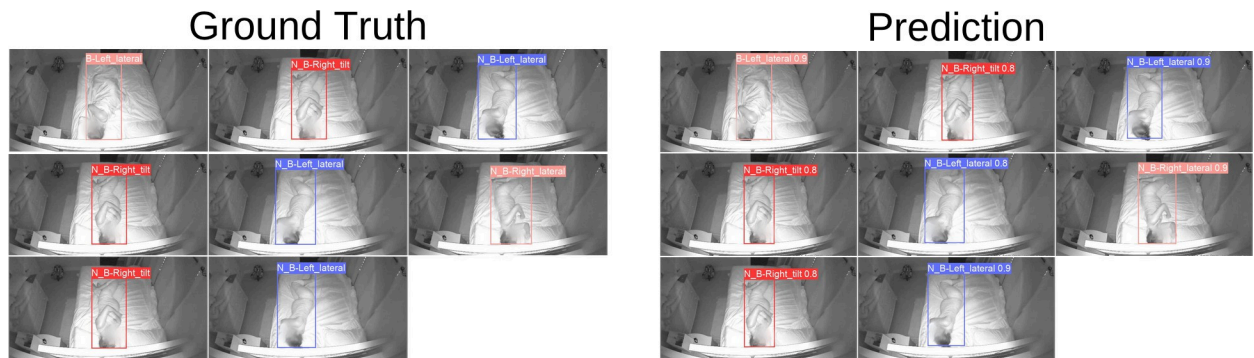 Ground Truth
B-Left_lateral
N_B-Right_tilt
N_B-Left_lateral
N_B-Right_tilt
N_B-Left_lateral
N_B-Right_lateral
N_B-Right_tilt
N_B-Left_lateral
Prediction
B-Left_lateral 0.9
N_B-Right_tilt 0.8
N_B-Left_lateral 0.9
N_B-Right_tilt 0.8
N_B-Left_lateral 0.8
N_B-Right_lateral 0.9
N_B-Right_tilt 0.8
N_B-Left_lateral 0.9